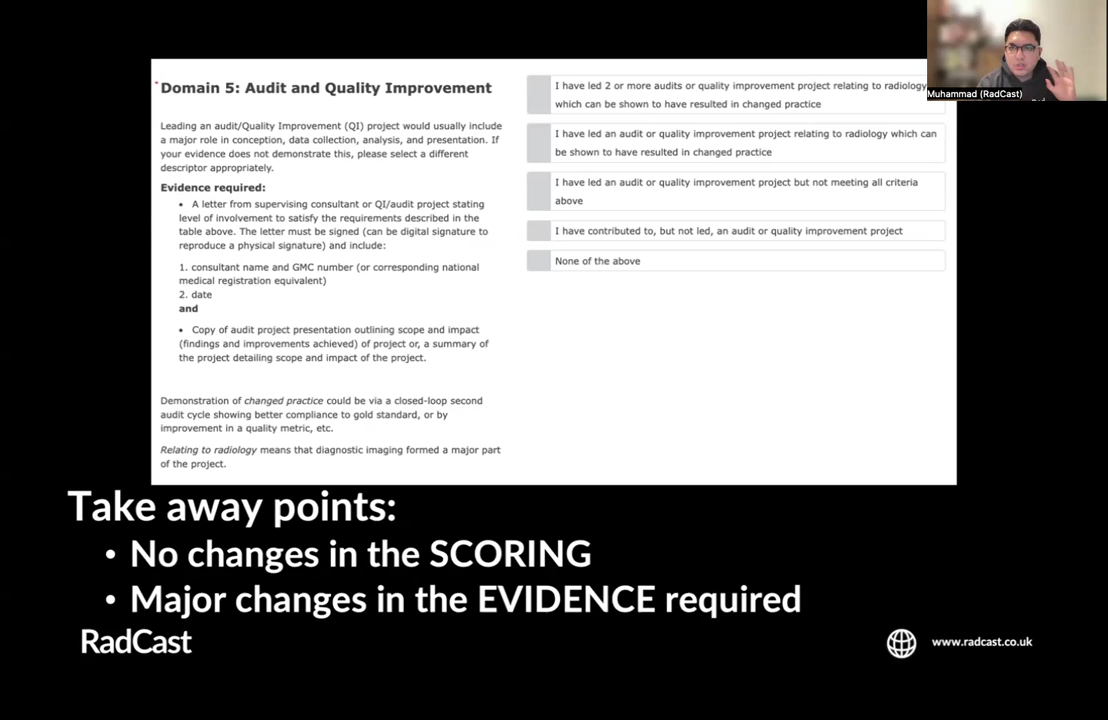 * Domain 5: Audit and Quality Improvement
Leading an audit/Quality Improvement (QI) project would usually include
a major role in conception, data collection, analysis, and presentation. If
your evidence does not demonstrate this, please select a different
descriptor appropriately.
Evidence required:
• A letter from supervising consultant or QI/audit project stating
level of involvement to satisfy the requirements described in the
table above. The letter must be signed (can be digital signature to
reproduce a physical signature) and include:
1. consultant name and GMC number (or corresponding national
medical registration equivalent)
2. date
and
• Copy of audit project presentation outlining scope and impact
(findings and improvements achieved) of project or, a summary of
the project detailing scope and impact of the project.
Demonstration of changed practice could be via a closed-loop second
audit cycle showing better compliance to gold standard, or by
improvement in a quality metric, etc.
Relating to radiology means that diagnostic imaging formed a major part
of the project.
I have led 2 or more audits or quality improvement project relating to radiology
which can be shown to have resulted in changed practice
I have led an audit or quality improvement project relating to radiology which can
be shown to have resulted in changed practice
I have led an audit or quality improvement project but not meeting all criteria
above
I have contributed to, but not led, an audit or quality improvement project
None of the above
Muhammad (RadCast)
Take away points:
• No changes in the SCORING
• Major changes in the EVIDENCE required
RadCast
www.radcast.co.uk